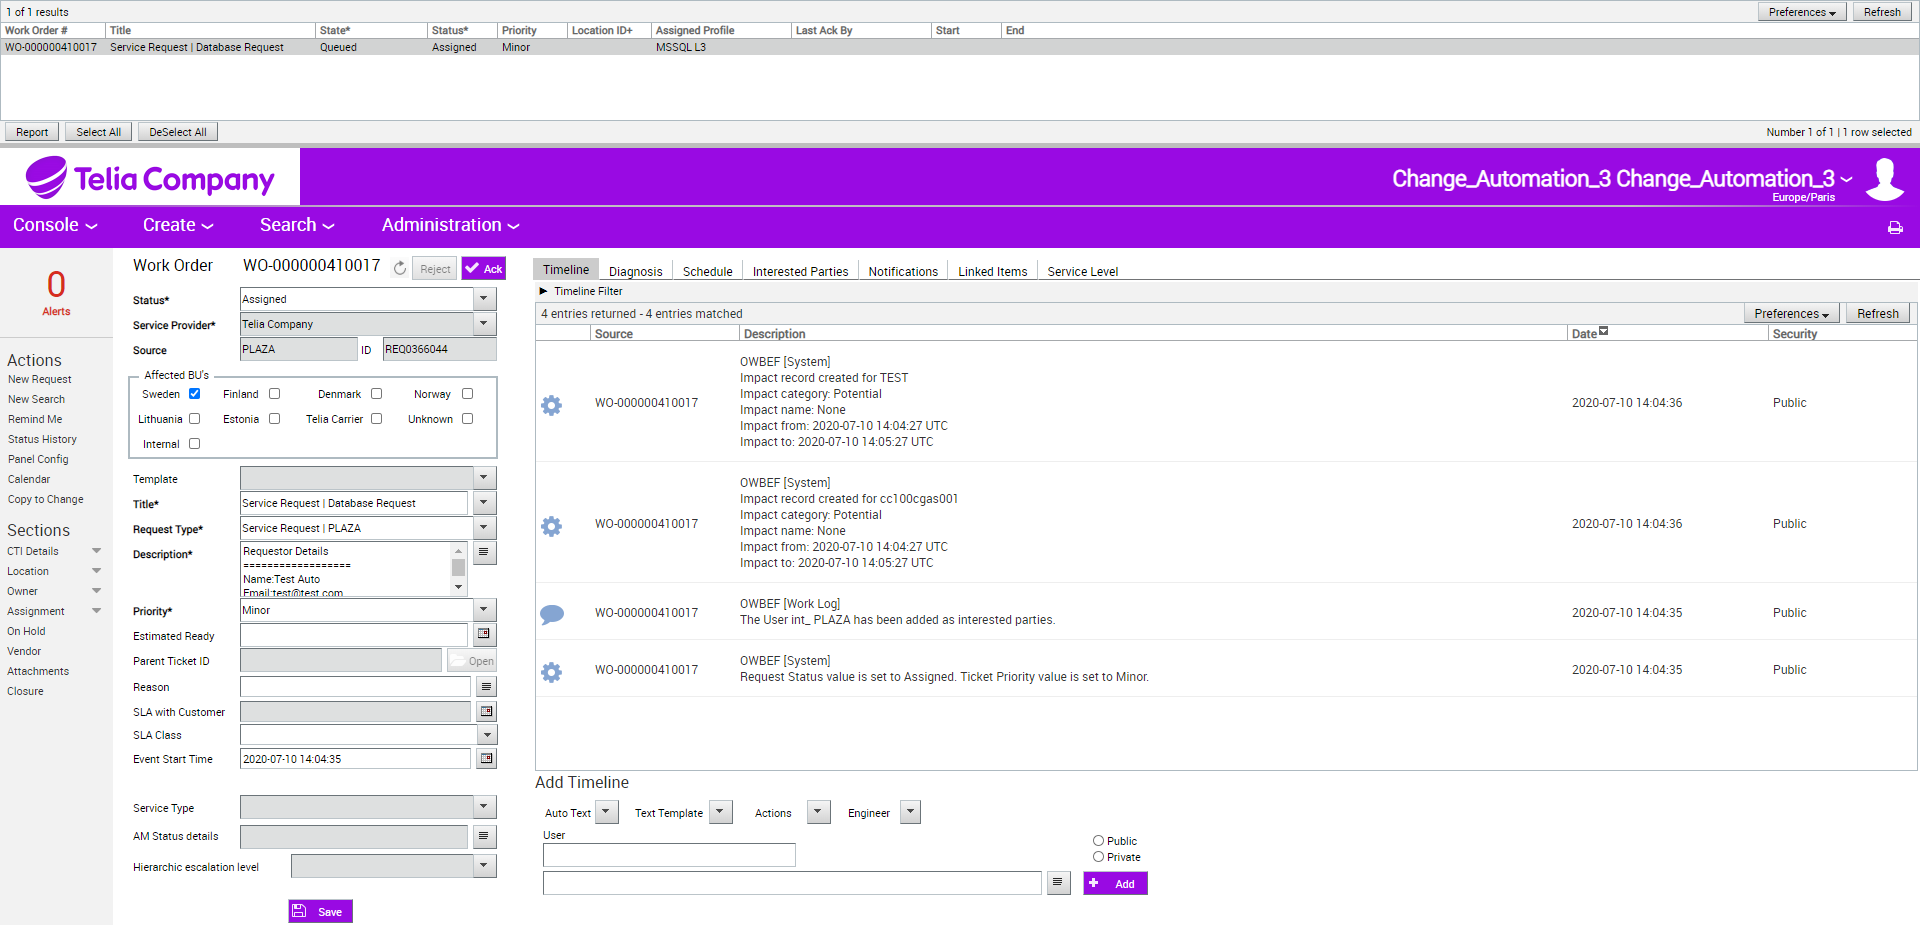 1 of 1 results
Preferences
Refresh
Work Order # Title State* Status* Priority Location ID+ Assigned Profile Last Ack By Start End
WO-000000410017 Service Request | Database Request Queued Assigned Minor MSSQL L3
Report Select All DeSelect All
Number 1 of 1 | 1 row selected
Telia Company
Change_Automation_3 Change_Automation_3
Europe/Paris
Console Create Search Administration
0
Alerts
Actions
New Request
New Search
Remind Me
Status History
Panel Config
Calendar
Copy to Change
Sections
CTI Details
Location
Owner
Assignment
On Hold
Vendor
Attachments
Closure
Work Order WO-000000410017 Reject Ack
Status* Assigned
Service Provider* Telia Company
Source PLAZA ID REQ0366044
Affected BU's
Sweden Finland Denmark Norway
Lithuania Estonia Telia Carrier Unknown
Internal
Template
Title* Service Request | Database Request
Request Type* Service Request | PLAZA
Description* Requestor Details
==================
Name:Test Auto
Email:test@test.com
Priority* Minor
Estimated Ready
Parent Ticket ID Open
Reason
SLA with Customer
SLA Class
Event Start Time 2020-07-10 14:04:35
Service Type
AM Status details
Hierarchic escalation level
Save
Timeline Diagnosis Schedule Interested Parties Notifications Linked Items Service Level
Timeline Filter
4 entries returned - 4 entries matched
Preferences
Refresh
Source Description Date Security
OWBEF [System]
Impact record created for TEST
Impact category: Potential
WO-000000410017 2020-07-10 14:04:36 Public
Impact name: None
Impact from: 2020-07-10 14:04:27 UTC
Impact to: 2020-07-10 14:05:27 UTC
OWBEF [System]
Impact record created for cc100cgas001
Impact category: Potential
WO-000000410017 2020-07-10 14:04:36 Public
Impact name: None
Impact from: 2020-07-10 14:04:27 UTC
Impact to: 2020-07-10 14:05:27 UTC
OWBEF [Work Log]
WO-000000410017 2020-07-10 14:04:35 Public
The User int_ PLAZA has been added as interested parties.
OWBEF [System]
WO-000000410017 2020-07-10 14:04:35 Public
Request Status value is set to Assigned. Ticket Priority value is set to Minor.
Add Timeline
Auto Text Text Template Actions Engineer
User
Public
Private
Add